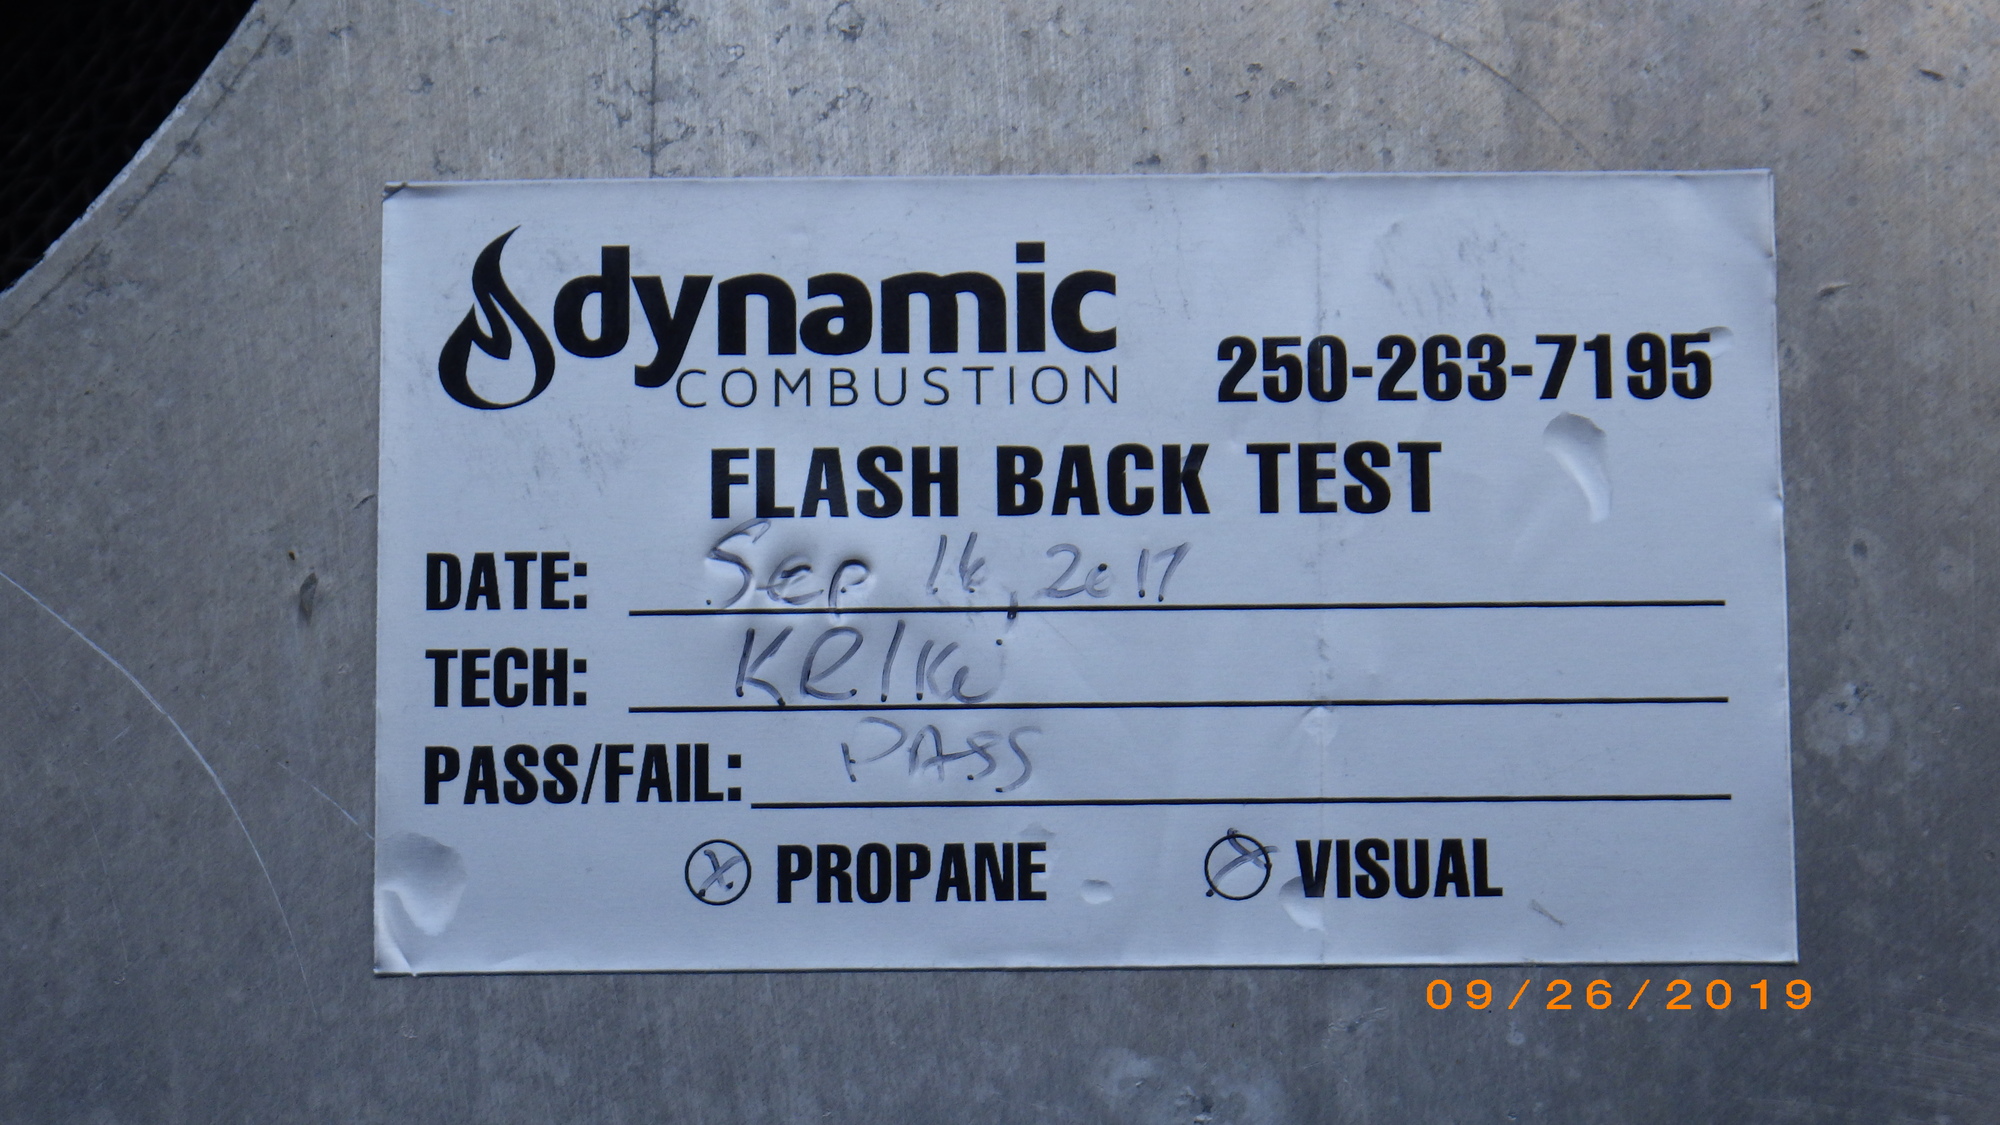 dynamic
COMBUSTION
250-263-7195
FLASH BACK TEST
DATE: Sep 16, 2017
TECH:
PASS/FAIL: PASS
PROPANE VISUAL
09/26/2019